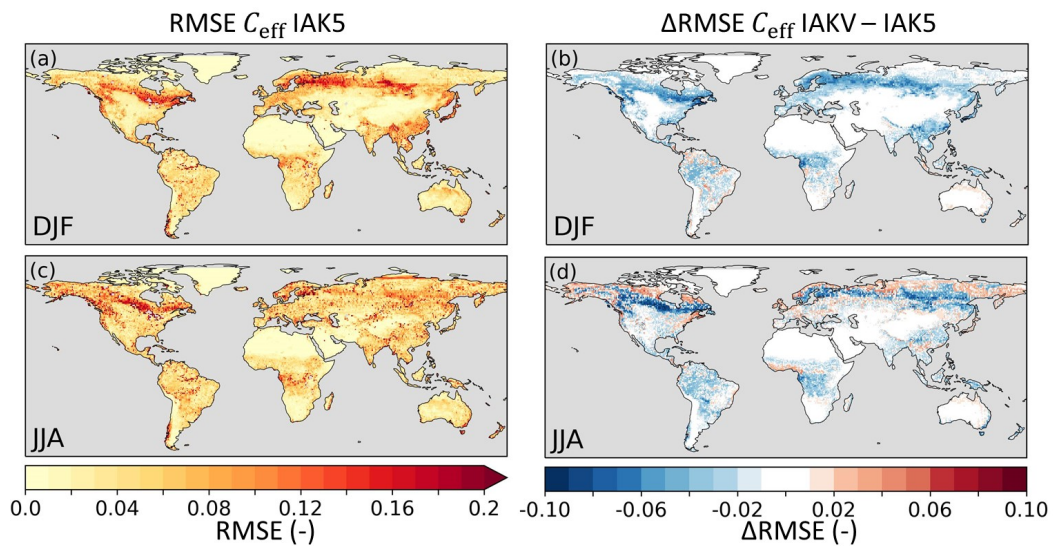 RMSE C_eff IAK5
ΔRMSE C_eff IAKV – IAK5
(a)
DJF
(b)
DJF
(c)
JJA
(d)
JJA
0.0 0.04 0.08 0.12 0.16 0.2
RMSE (-)
-0.10 -0.06 -0.02 0.02 0.06 0.10
ΔRMSE (-)